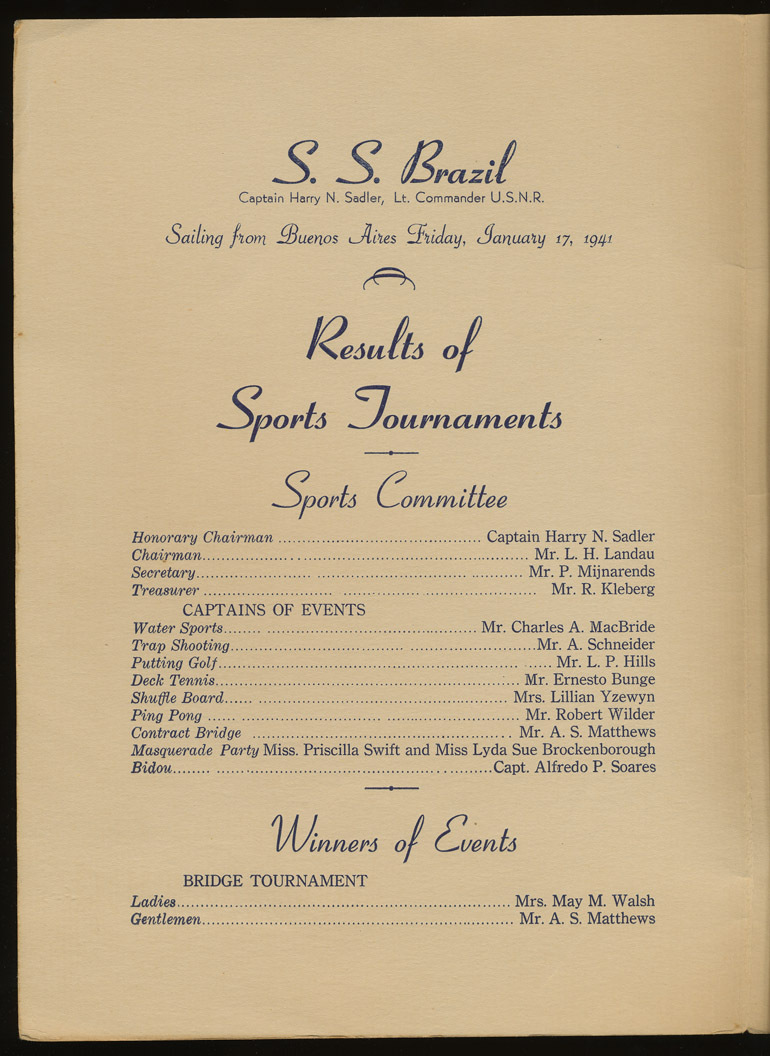 S. S. Brazil
Captain Harry N. Sadler, Lt. Commander U.S.N.R.
Sailing from Buenos Aires Friday, January 17, 1941
Results of
Sports Tournaments
Sports Committee
Honorary Chairman ........................................ Captain Harry N. Sadler
Chairman................................................................ Mr. L. H. Landau
Secretary................................................................ Mr. P. Mijnarends
Treasurer ................................................................ Mr. R. Kleberg
CAPTAINS OF EVENTS
Water Sports.................................................. Mr. Charles A. MacBride
Trap Shooting............................................................Mr. A. Schneider
Putting Golf................................................................ Mr. L. P. Hills
Deck Tennis............................................................ Mr. Ernesto Bunge
Shuffle Board........................................................ Mrs. Lillian Yzewyn
Ping Pong ............................................................ Mr. Robert Wilder
Contract Bridge .................................................... Mr. A. S. Matthews
Masquerade Party Miss. Priscilla Swift and Miss Lyda Sue Brockenborough
Bidou............................................................Capt. Alfredo P. Soares
Winners of Events
BRIDGE TOURNAMENT
Ladies.................................................................. Mrs. May M. Walsh
Gentlemen.............................................................. Mr. A. S. Matthews